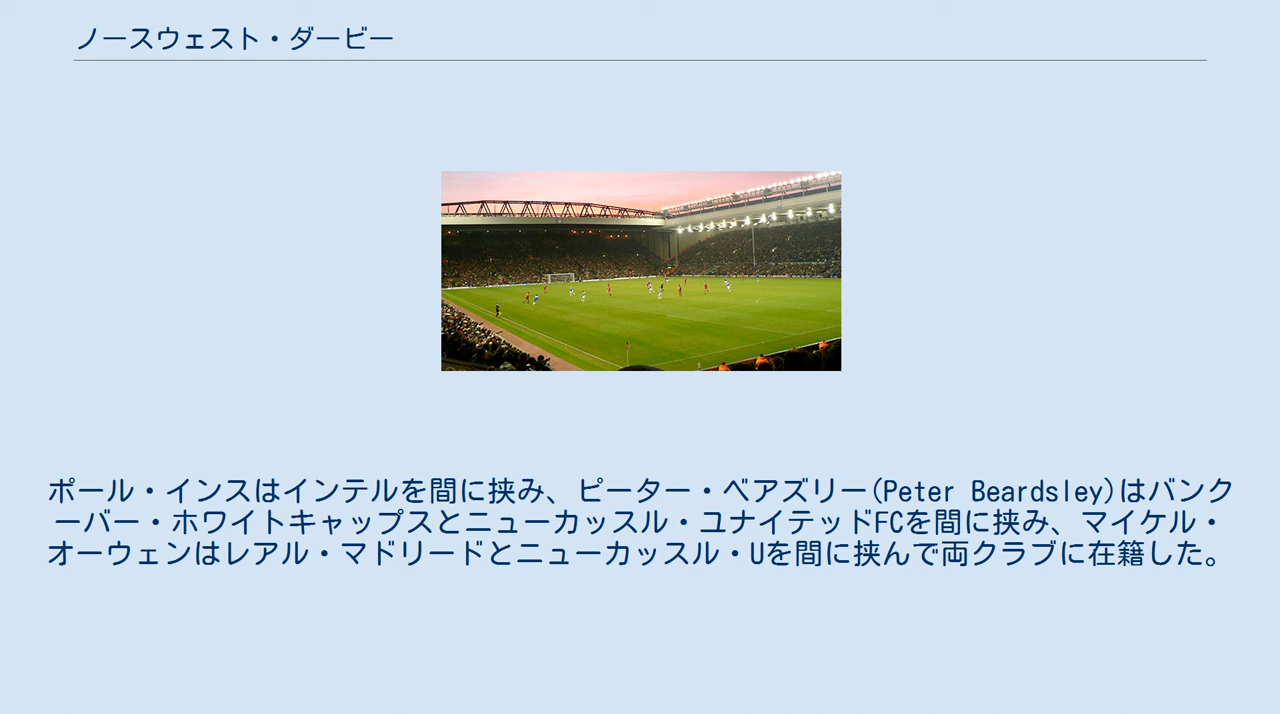 ノースウェスト・ダービー
ポール・インスはインテルを間に挟み、ピーター・ベアズリー(Peter Beardsley)はバンク
ーバー・ホワイトキャップスとニューカッスル・ユナイテッドFCを間に挟み、マイケル・
オーウェンはレアル・マドリードとニューカッスル・Uを間に挟んで両クラブに在籍した。